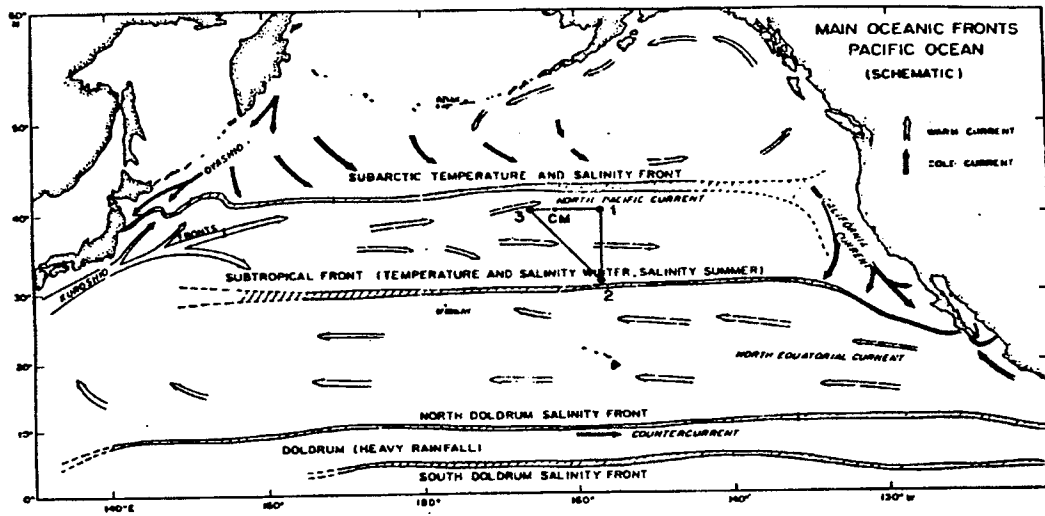 MAIN OCEANIC FRONTS
PACIFIC OCEAN
(SCHEMATIC)
WARM CURRENT
COLD CURRENT
50°
OYASHIO
SUBARCTIC TEMPERATURE AND SALINITY FRONT
40°
NORTH PACIFIC CURRENT
3
CM
1
FRONTS
CALIFORNIA
CURRENT
KUROSHIO
SUBTROPICAL FRONT (TEMPERATURE AND SALINITY WINTER, SALINITY SUMMER)
30°
2
MIDWAY
NORTH EQUATORIAL CURRENT
20°
NORTH DOLDRUM SALINITY FRONT
10°
COUNTERCURRENT
DOLDRUM (HEAVY RAINFALL)
SOUTH DOLDRUM SALINITY FRONT
0°
140°E
160°
180°
160°
140°
120°W